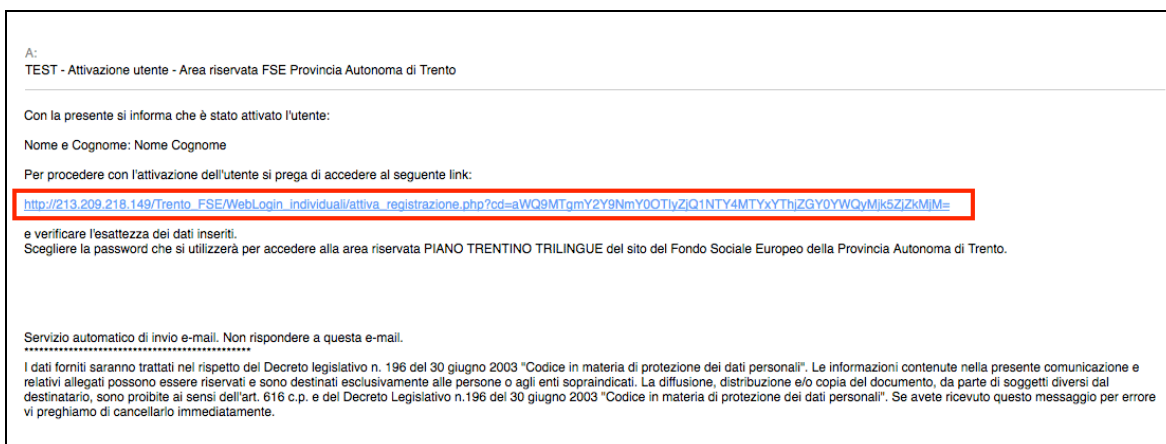 A:
TEST - Attivazione utente - Area riservata FSE Provincia Autonoma di Trento
Con la presente si informa che è stato attivato l'utente:
Nome e Cognome: Nome Cognome
Per procedere con l'attivazione dell'utente si prega di accedere al seguente link:
http://213.209.218.149/Trento_FSE/WebLogin_individuali/attiva_registrazione.php?cd=aWQ9MTgmY2Y9NmY0OTIyZjQ1NTY4MTYxYThjZGY0YWQyMjk5ZjZkMjM=
e verificare l'esattezza dei dati inseriti.
Scegliere la password che si utilizzerà per accedere alla area riservata PIANO TRENTINO TRILINGUE del sito del Fondo Sociale Europeo della Provincia Autonoma di Trento.
Servizio automatico di invio e-mail. Non rispondere a questa e-mail.
**********************************************
I dati forniti saranno trattati nel rispetto del Decreto legislativo n. 196 del 30 giugno 2003 "Codice in materia di protezione dei dati personali". Le informazioni contenute nella presente comunicazione e
relativi allegati possono essere riservati e sono destinati esclusivamente alle persone o agli enti sopraindicati. La diffusione, distribuzione e/o copia del documento, da parte di soggetti diversi dal
destinatario, sono proibite ai sensi dell'art. 616 c.p. e del Decreto Legislativo n.196 del 30 giugno 2003 "Codice in materia di protezione dei dati personali". Se avete ricevuto questo messaggio per errore
vi preghiamo di cancellarlo immediatamente.